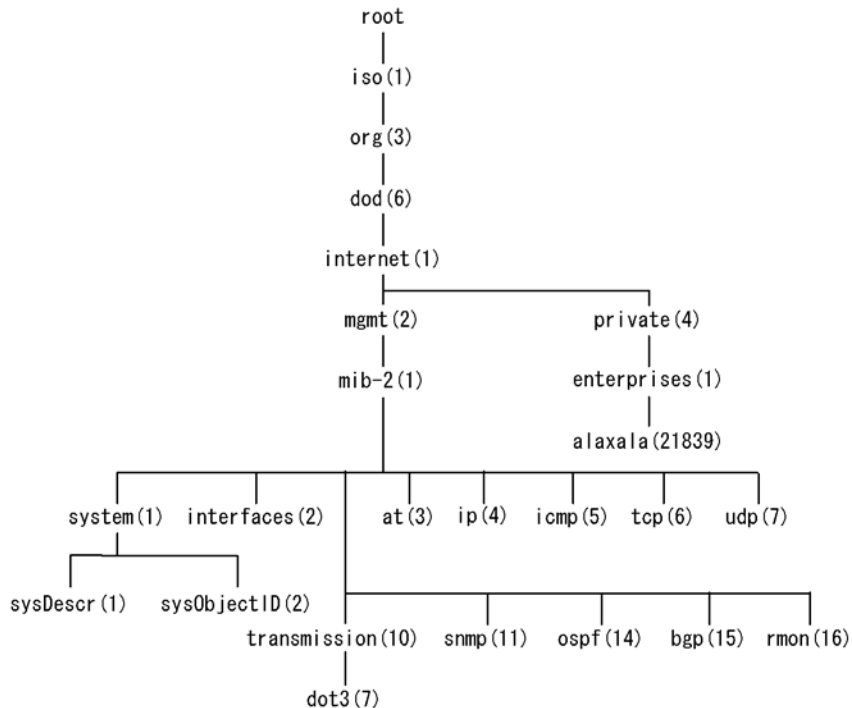 root
iso(1)
org(3)
dod(6)
internet(1)
mgmt(2) private(4)
mib-2(1) enterprises(1)
alaxala(21839)
system(1) interfaces(2) at(3) ip(4) icmp(5) tcp(6) udp(7)
sysDescr(1) sysObjectID(2)
transmission(10) snmp(11) ospf(14) bgp(15) rmon(16)
dot3(7)